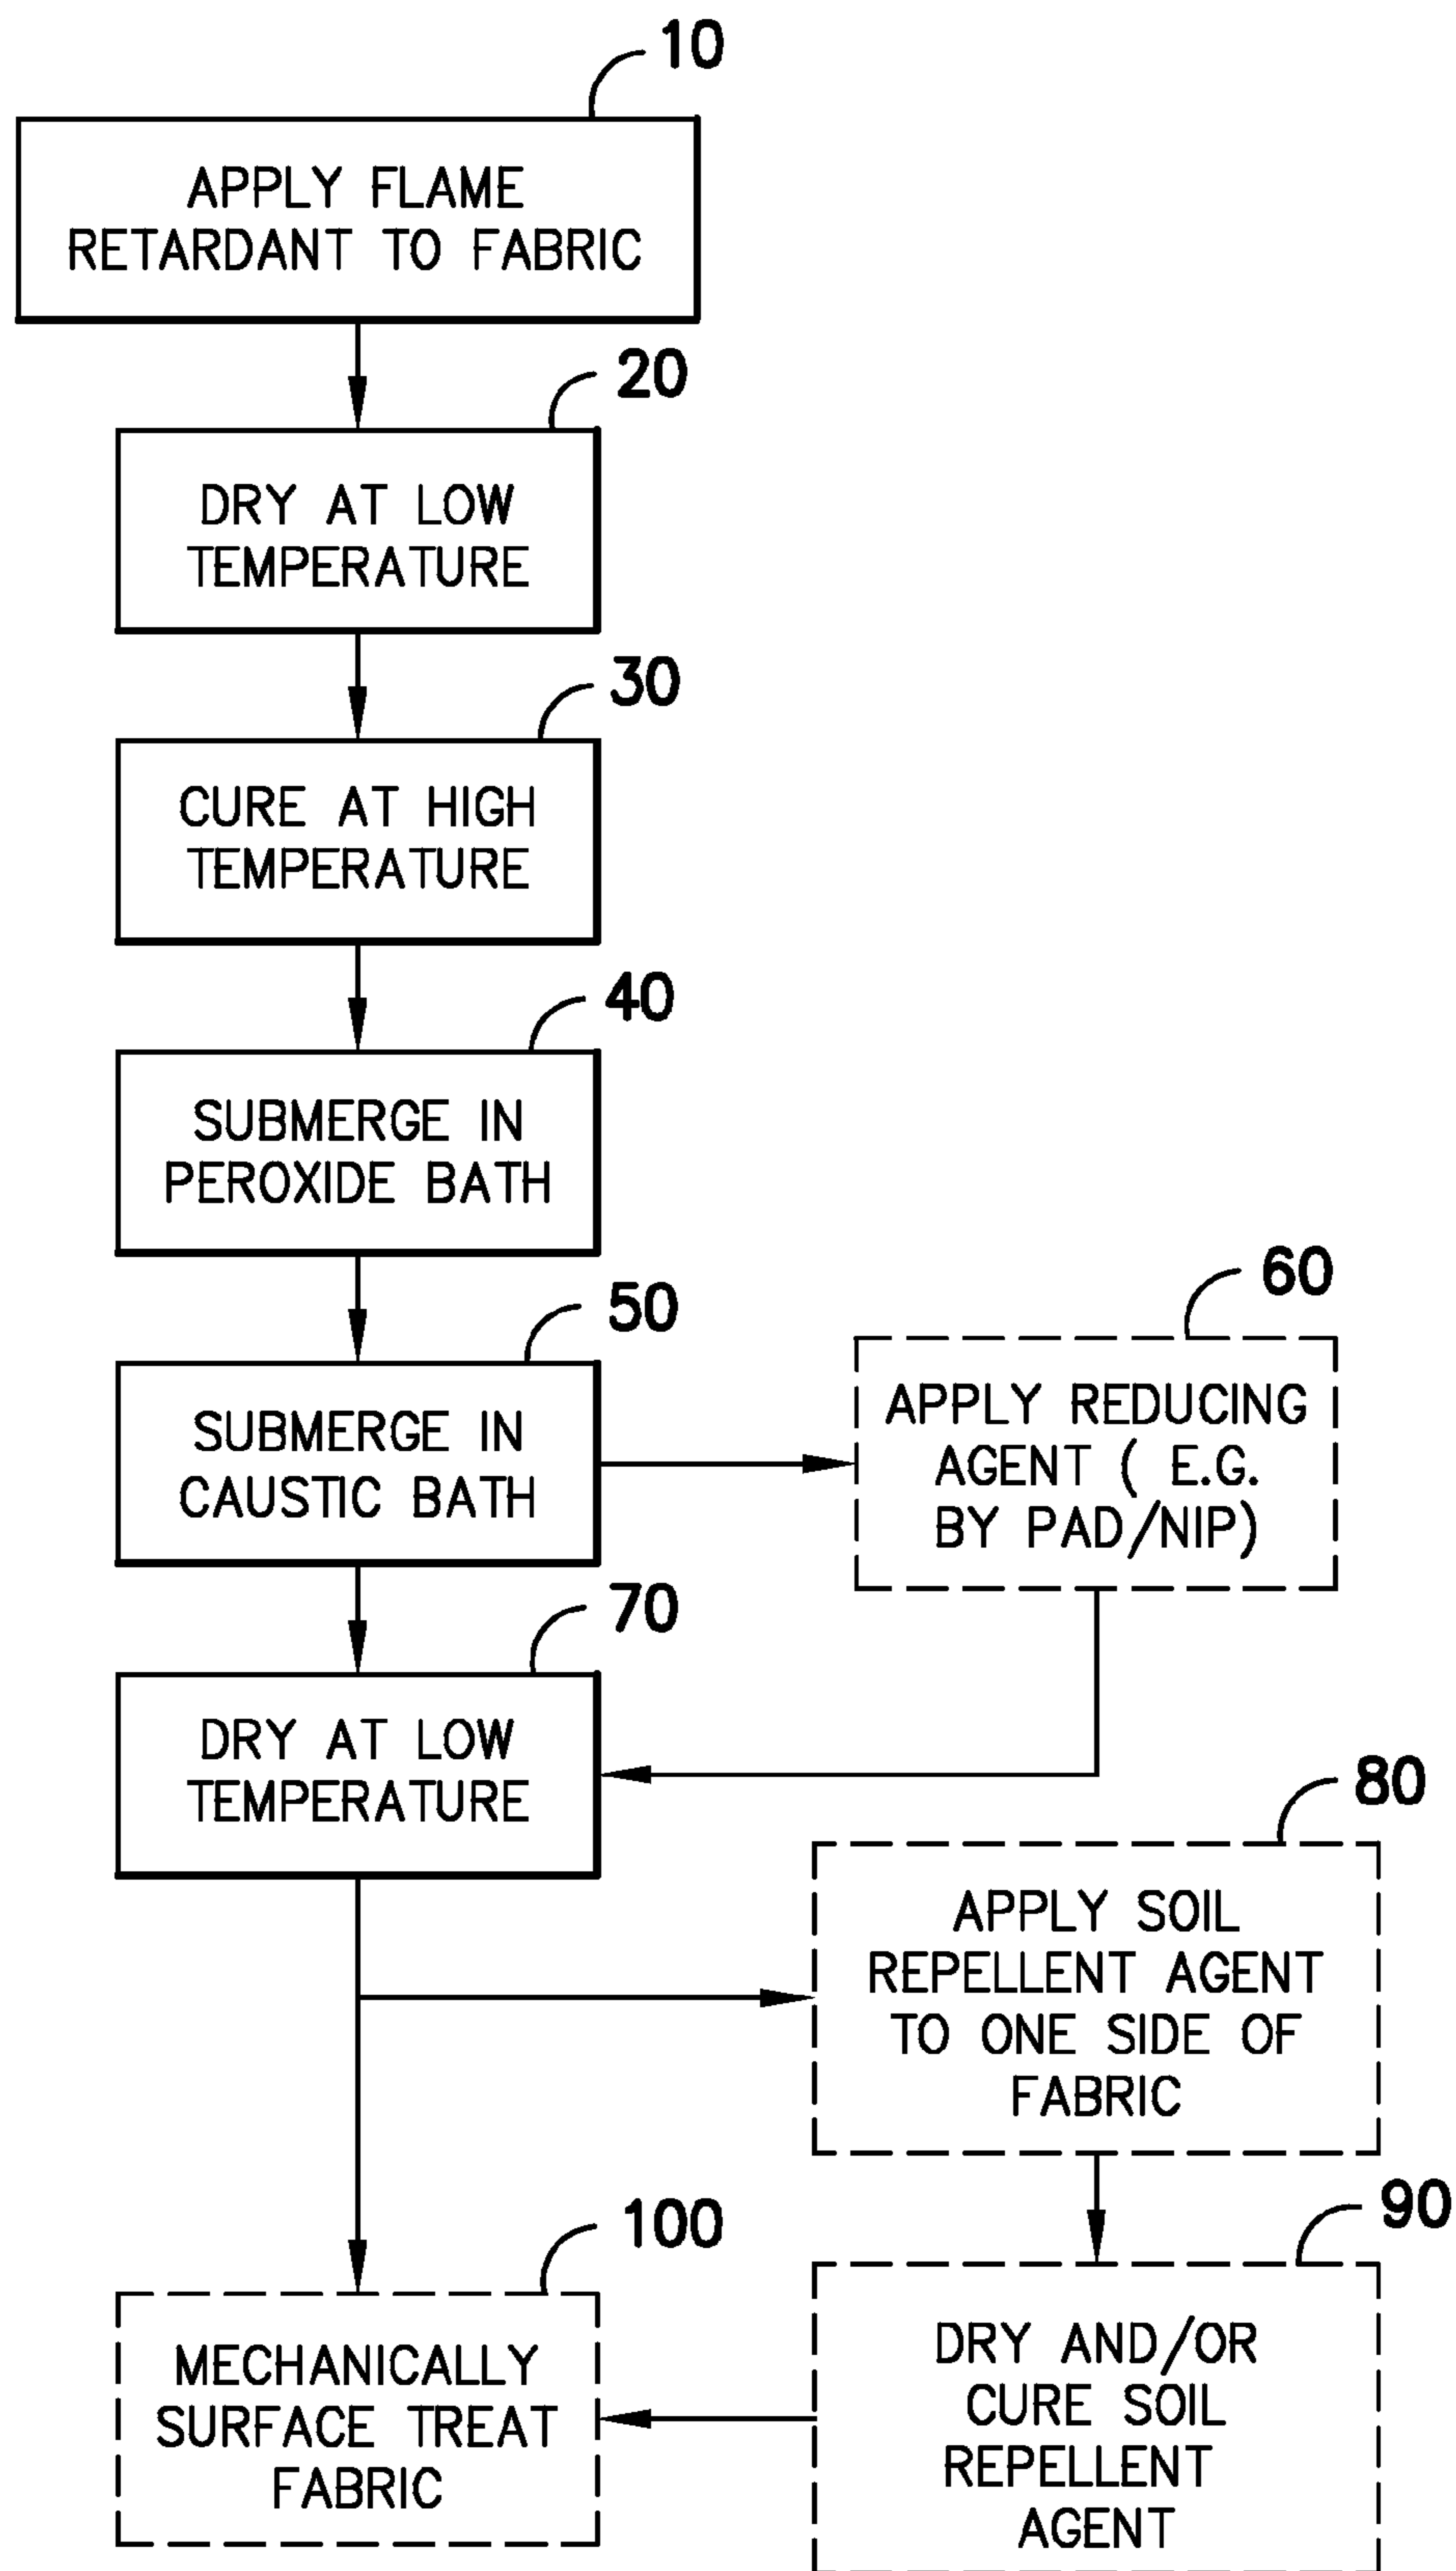 10
APPLY FLAME
RETARDANT TO FABRIC
20
DRY AT LOW
TEMPERATURE
30
CURE AT HIGH
TEMPERATURE
40
SUBMERGE IN
PEROXIDE BATH
50
SUBMERGE IN
CAUSTIC BATH
60
APPLY REDUCING
AGENT ( E.G.
BY PAD/NIP)
70
DRY AT LOW
TEMPERATURE
80
APPLY SOIL
REPELLENT AGENT
TO ONE SIDE OF
FABRIC
90
DRY AND/OR
CURE SOIL
REPELLENT
AGENT
100
MECHANICALLY
SURFACE TREAT
FABRIC